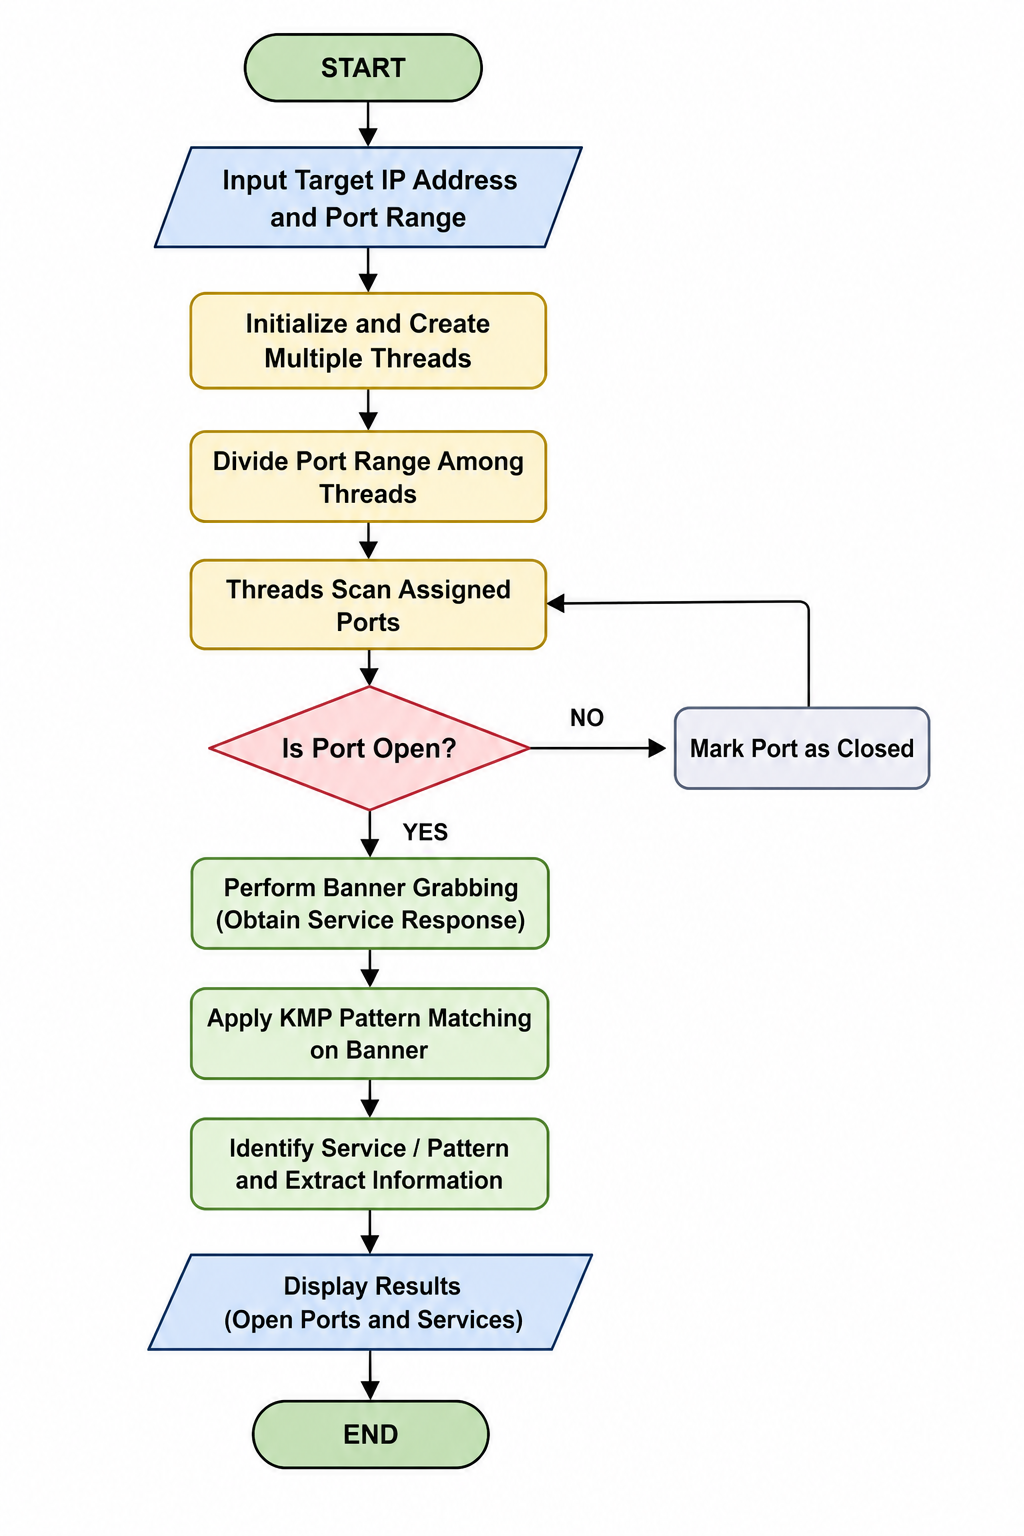 START
Input Target IP Address
and Port Range
Initialize and Create
Multiple Threads
Divide Port Range Among
Threads
Threads Scan Assigned
Ports
Is Port Open?
NO
Mark Port as Closed
YES
Perform Banner Grabbing
(Obtain Service Response)
Apply KMP Pattern Matching
on Banner
Identify Service / Pattern
and Extract Information
Display Results
(Open Ports and Services)
END